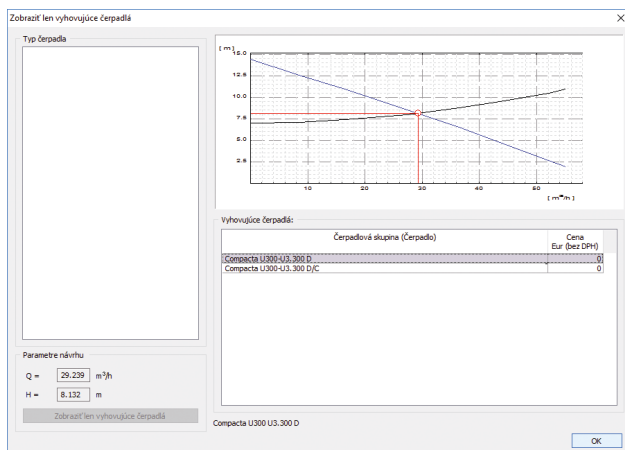 Zobraziť len vyhovujúce čerpadlá
Typ čerpadla
[ m ]
15.0
12.5
10.0
7.5
5.0
2.5
10 20 30 40 50
[ m³/h ]
Vyhovujúce čerpadlá:
Čerpadlová skupina (Čerpadlo) Cena
Eur (bez DPH)
Compacta U300-U3.300 D 0
Compacta U300-U3.300 D/C 0
Parametre návrhu
Q = 29.239 m³/h
H = 8.132 m
Zobraziť len vyhovujúce čerpadlá
Compacta U300 U3.300 D
OK